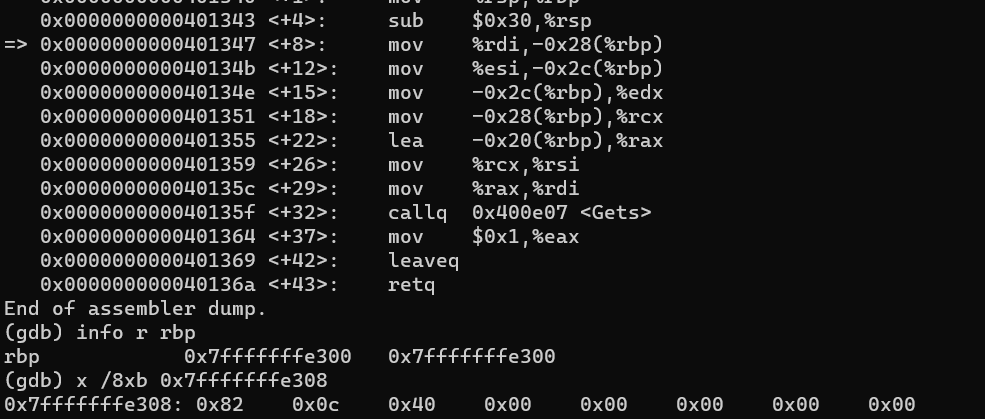 0x0000000000401343 <+4>: sub $0x30,%rsp
=> 0x0000000000401347 <+8>: mov %rdi,-0x28(%rbp)
0x000000000040134b <+12>: mov %esi,-0x2c(%rbp)
0x000000000040134e <+15>: mov -0x2c(%rbp),%edx
0x0000000000401351 <+18>: mov -0x28(%rbp),%rcx
0x0000000000401355 <+22>: lea -0x20(%rbp),%rax
0x0000000000401359 <+26>: mov %rcx,%rsi
0x000000000040135c <+29>: mov %rax,%rdi
0x000000000040135f <+32>: callq 0x400e07 <Gets>
0x0000000000401364 <+37>: mov $0x1,%eax
0x0000000000401369 <+42>: leaveq
0x000000000040136a <+43>: retq
End of assembler dump.
(gdb) info r rbp
rbp 0x7fffffffe300 0x7fffffffe300
(gdb) x /8xb 0x7fffffffe308
0x7fffffffe308: 0x82 0x0c 0x40 0x00 0x00 0x00 0x00 0x00